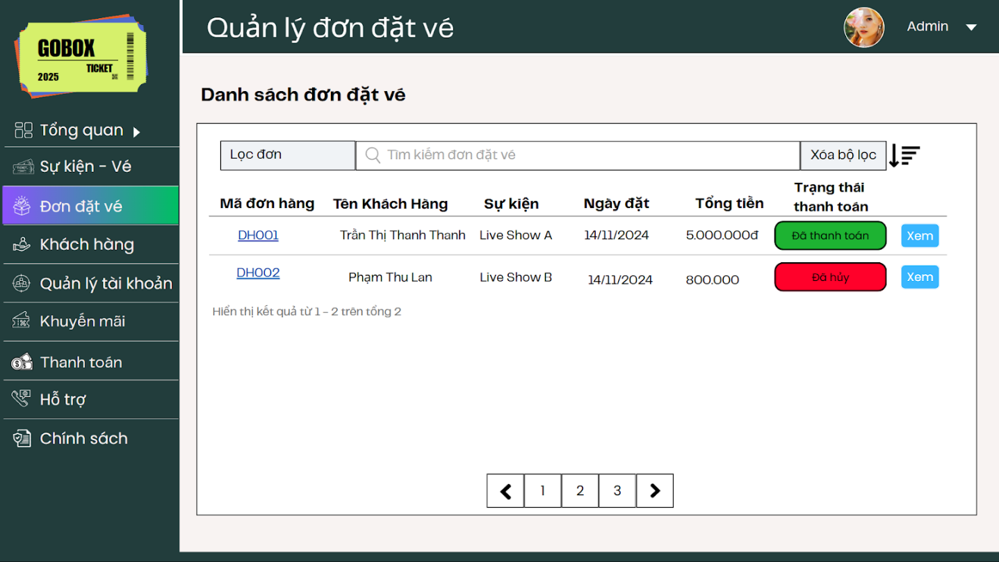 GOBOX
TICKET
2025
Quản lý đơn đặt vé
Admin
Tổng quan
Sự kiện - Vé
Đơn đặt vé
Khách hàng
Quản lý tài khoản
Khuyến mãi
Thanh toán
Hỗ trợ
Chính sách
Danh sách đơn đặt vé
Lọc đơn
Tìm kiếm đơn đặt vé
Xóa bộ lọc
Mã đơn hàng Tên Khách Hàng Sự kiện Ngày đặt Tổng tiền Trạng thái
thanh toán
DH001 Trần Thị Thanh Thanh Live Show A 14/11/2024 5.000.000đ Đã thanh toán Xem
DH002 Phạm Thu Lan Live Show B 14/11/2024 800.000 Đã hủy Xem
Hiển thị kết quả từ 1 - 2 trên tổng 2
1 2 3